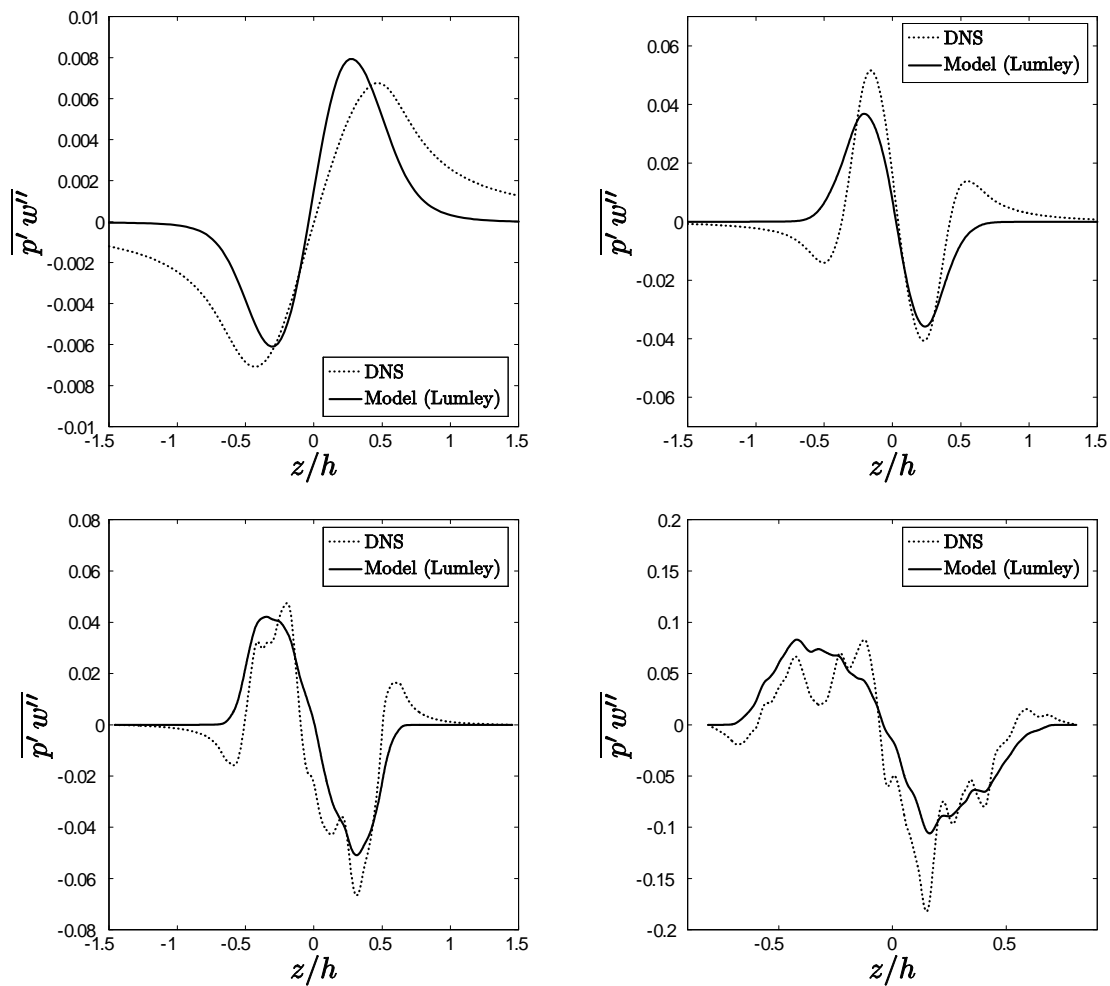 0.01
0.008
0.006
0.004
0.002
0
-0.002
-0.004
-0.006
-0.008
-0.01
-1.5 -1 -0.5 0 0.5 1 1.5
z/h
p′ w″
DNS
Model (Lumley)
0.06
0.04
0.02
0
-0.02
-0.04
-0.06
-1.5 -1 -0.5 0 0.5 1 1.5
z/h
p′ w″
DNS
Model (Lumley)
0.08
0.06
0.04
0.02
0
-0.02
-0.04
-0.06
-0.08
-1.5 -1 -0.5 0 0.5 1 1.5
z/h
p′ w″
DNS
Model (Lumley)
0.2
0.15
0.1
0.05
0
-0.05
-0.1
-0.15
-0.2
-0.5 0 0.5
z/h
p′ w″
DNS
Model (Lumley)